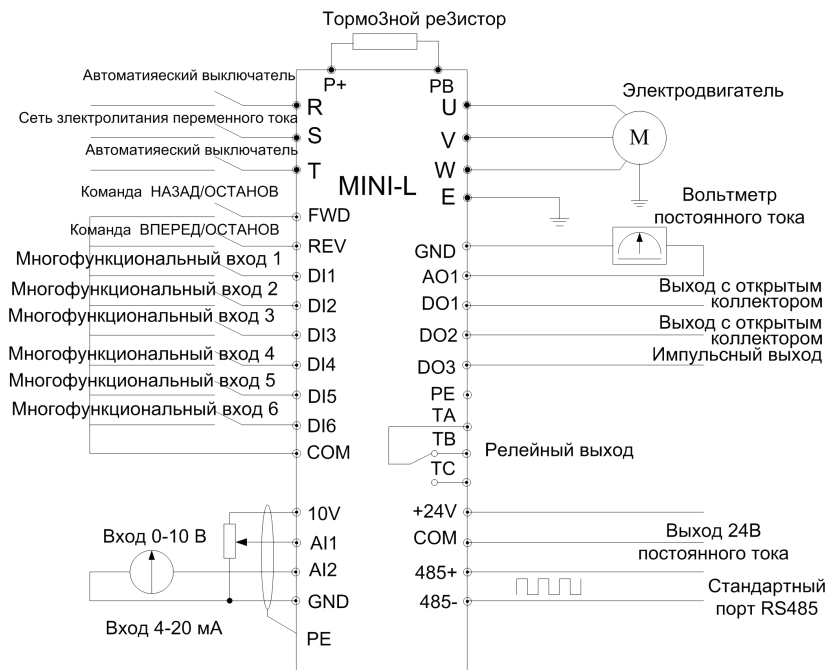 Тормо3ной ре3истор
P+
PB
Автоматияеский выключатель
R
U
Электродвигатель
Сеть злектролитания переменного тока
S
V
M
Автоматияеский выключатель
T
W
MINI-L
Команда НАЗАД/ОСТАНОВ
E
Вольтметр
постоянного тока
FWD
Команда ВПЕРЕД/ОСТАНОВ
REV
GND
Многофункциональный вход 1
DI1
AO1
Выход с открытым
коллектором
Многофункциональный вход 2
DI2
DO1
Многофункциональный вход 3
DI3
DO2
Выход с открытым
коллектором
Многофункциональный вход 4
DI4
DO3
Импульсный выход
Многофункциональный вход 5
DI5
PE
Многофункциональный вход 6
DI6
TA
COM
TB
Релейный выход
TC
10V
+24V
Вход 0-10 В
AI1
COM
Выход 24В
постоянного тока
AI2
485+
GND
485-
Стандартный
порт RS485
Вход 4-20 мА
PE